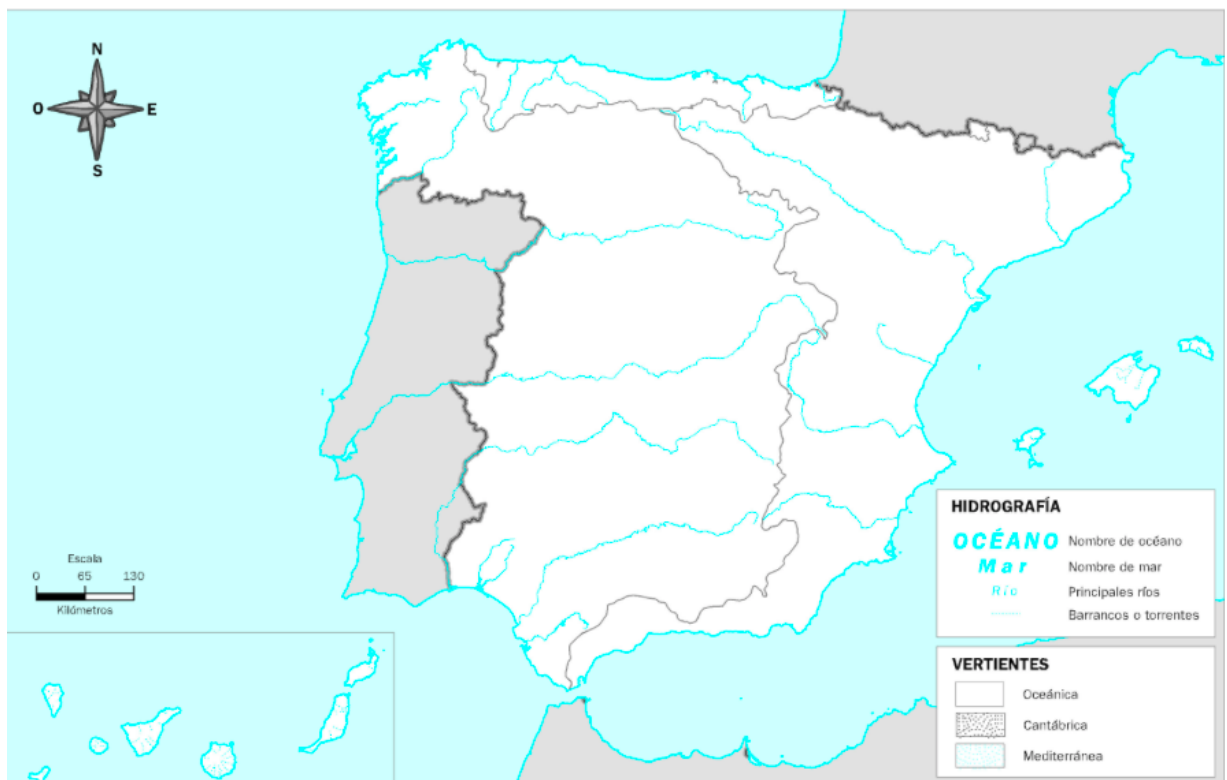 N
O E
S
Escala
0 65 130
Kilómetros
HIDROGRAFÍA
OCÉANO Nombre de océano
Mar Nombre de mar
Río Principales ríos
Barrancos o torrentes
VERTIENTES
Oceánica
Cantábrica
Mediterránea